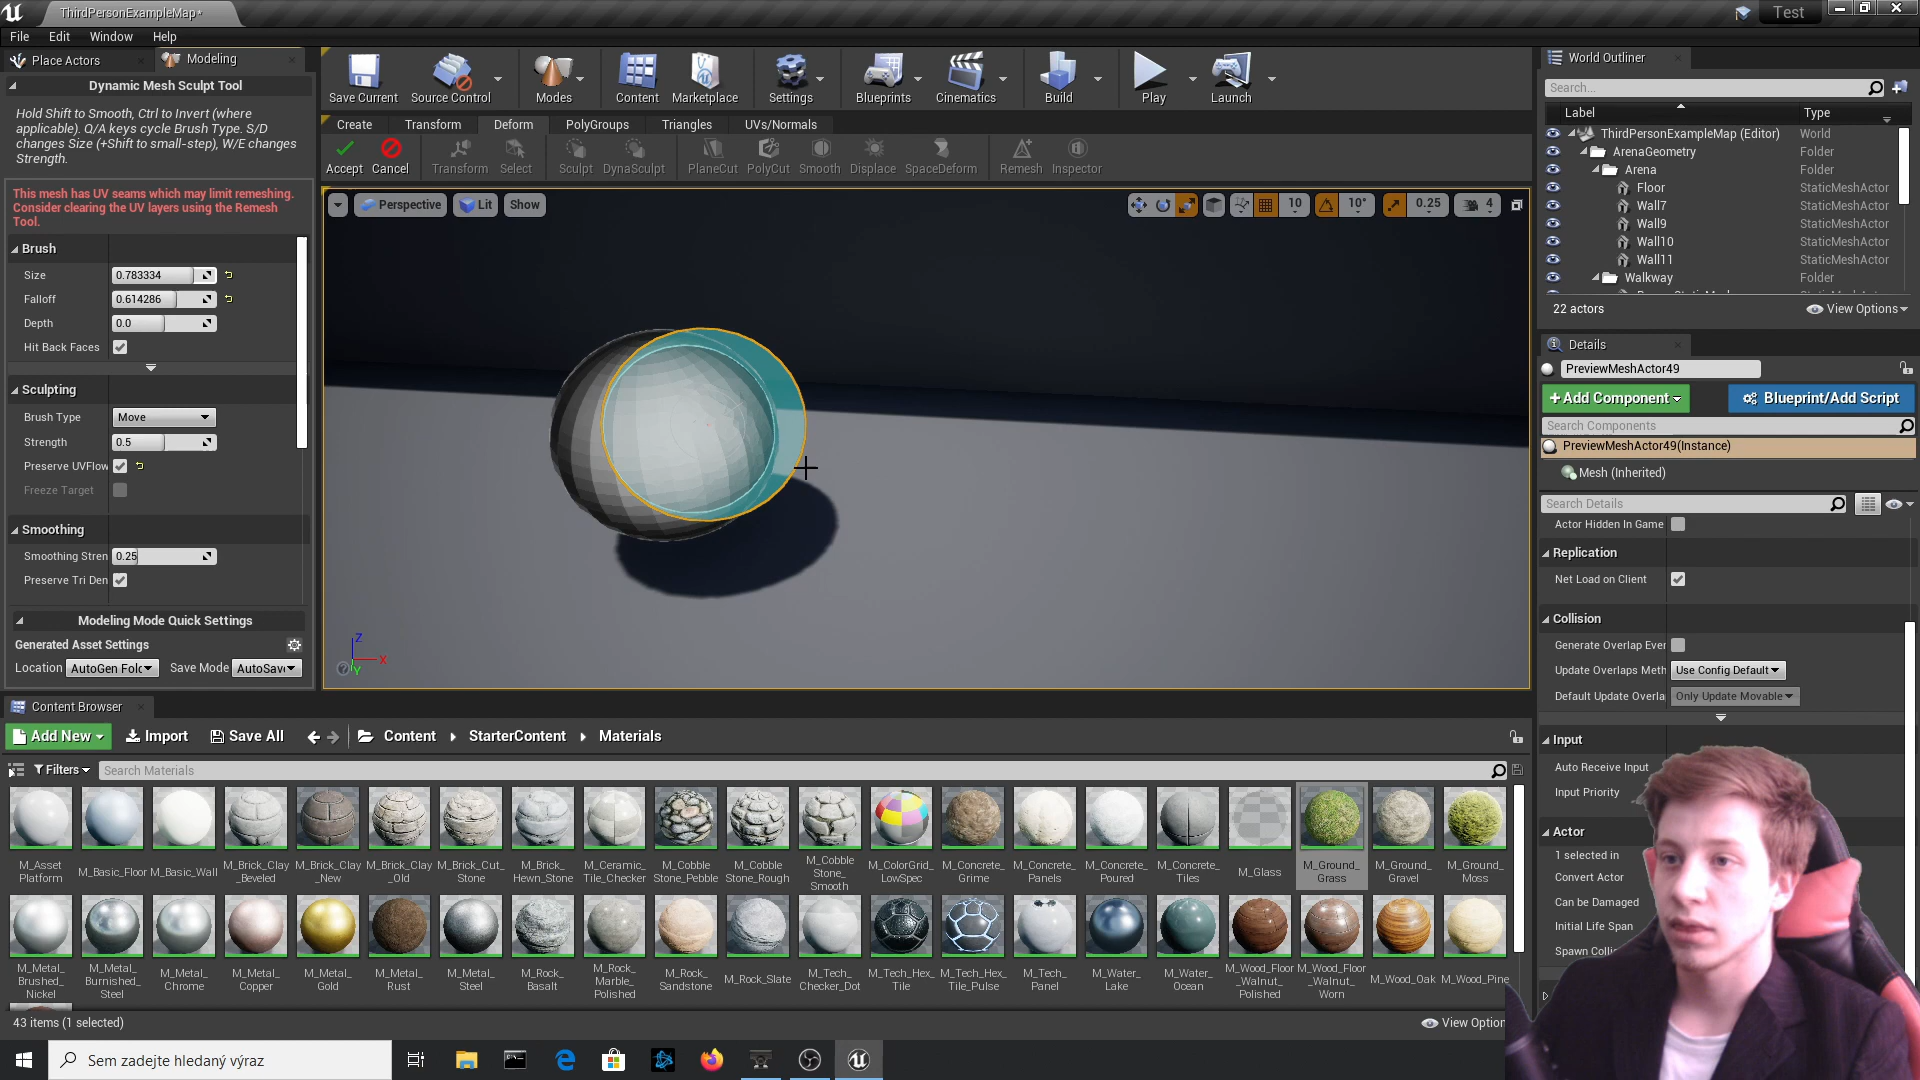 ThirdPersonExampleMap*
Test
File Edit Window Help
Place Actors
Modeling
Dynamic Mesh Sculpt Tool
Hold Shift to Smooth, Ctrl to Invert (where
applicable). Q/A keys cycle Brush Type. S/D
changes Size (+Shift to small-step), W/E changes
Strength.
This mesh has UV seams which may limit remeshing.
Consider clearing the UV layers using the Remesh
Tool.
Brush
Size 0.783334
Falloff 0.614286
Depth 0.0
Hit Back Faces
Sculpting
Brush Type Move
Strength 0.5
Preserve UVFlow
Freeze Target
Smoothing
Smoothing Stren 0.25
Preserve Tri Den
Modeling Mode Quick Settings
Generated Asset Settings
Location AutoGen Folc Save Mode AutoSav
Save Current Source Control Modes Content Marketplace Settings Blueprints Cinematics Build Play Launch
Create Transform Deform PolyGroups Triangles UVs/Normals
Accept Cancel Transform Select Sculpt DynaSculpt PlaneCut PolyCut Smooth Displace SpaceDeform Remesh Inspector
Perspective Lit Show
10 10° 0.25 4
Z
X
Y
World Outliner
Search...
Label Type
ThirdPersonExampleMap (Editor) World
ArenaGeometry Folder
Arena Folder
Floor StaticMeshActor
Wall7 StaticMeshActor
Wall9 StaticMeshActor
Wall10 StaticMeshActor
Wall11 StaticMeshActor
Walkway Folder
22 actors View Options
Details
PreviewMeshActor49
+Add Component Blueprint/Add Script
Search Components
PreviewMeshActor49(Instance)
Mesh (Inherited)
Search Details
Actor Hidden In Game
Replication
Net Load on Client
Collision
Generate Overlap Ever
Update Overlaps Meth Use Config Default
Default Update Overla Only Update Movable
Input
Auto Receive Input
Input Priority
Actor
1 selected in
Convert Actor
Can be Damaged
Initial Life Span
Spawn Collis
Content Browser
Add New Import Save All Content StarterContent Materials
Filters Search Materials
M_Asset
Platform
M_Basic_Floor
M_Basic_Wall
M_Brick_Clay
_Beveled
M_Brick_Clay
_New
M_Brick_Clay
_Old
M_Brick_Cut_
Stone
M_Brick_
Hewn_Stone
M_Ceramic_
Tile_Checker
M_Cobble
Stone_Pebble
M_Cobble
Stone_Rough
M_Cobble
Stone_
Smooth
M_ColorGrid_
LowSpec
M_Concrete_
Grime
M_Concrete_
Panels
M_Concrete_
Poured
M_Concrete_
Tiles
M_Glass
M_Ground_
Grass
M_Ground_
Gravel
M_Ground_
Moss
M_Metal_
Brushed_
Nickel
M_Metal_
Burnished_
Steel
M_Metal_
Chrome
M_Metal_
Copper
M_Metal_
Gold
M_Metal_
Rust
M_Metal_
Steel
M_Rock_
Basalt
M_Rock_
Marble_
Polished
M_Rock_
Sandstone
M_Rock_Slate
M_Tech_
Checker_Dot
M_Tech_Hex_
Tile
M_Tech_Hex_
Tile_Pulse
M_Tech_
Panel
M_Water_
Lake
M_Water_
Ocean
M_Wood_Floor
_Walnut_
Polished
M_Wood_Floor
_Walnut_
Worn
M_Wood_Oak
M_Wood_Pine
43 items (1 selected) View Option
Sem zadejte hledaný výraz